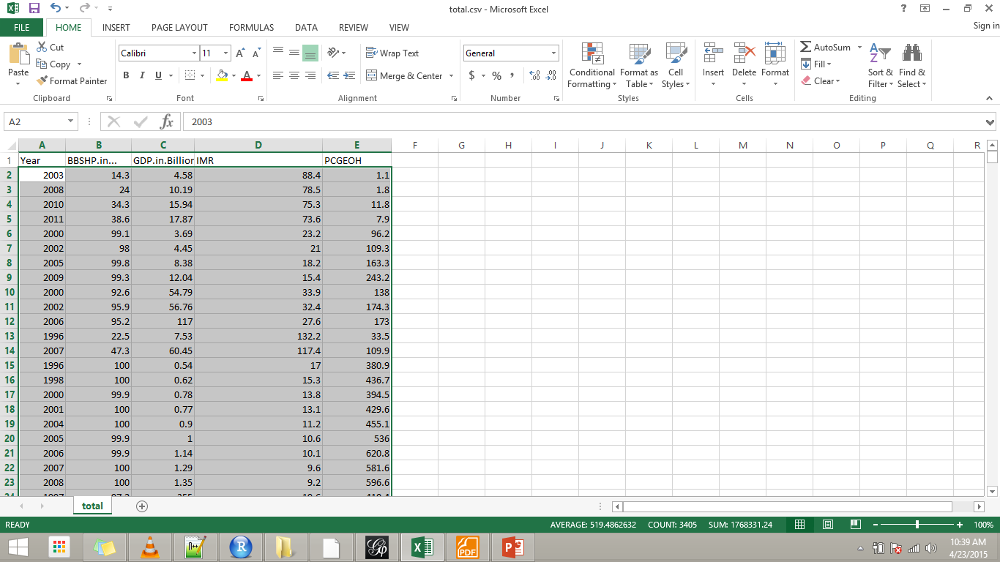 total.csv - Microsoft Excel
Sign in
FILE HOME INSERT PAGE LAYOUT FORMULAS DATA REVIEW VIEW
Paste
Cut
Copy
Format Painter
Clipboard
Calibri 11
B I U
Font
Wrap Text
Merge & Center
Alignment
General
$ % ,
Number
Conditional Formatting
Format as Table
Cell Styles
Styles
Insert Delete Format
Cells
AutoSum
Fill
Clear
Sort & Filter
Find & Select
Editing
A2 fx 2003
A B C D E F G H I J K L M N O P Q R
1 Year BBSHP.in... GDP.in.Billion IMR PCGEOH
2 2003 14.3 4.58 88.4 1.1
3 2008 24 10.19 78.5 1.8
4 2010 34.3 15.94 75.3 11.8
5 2011 38.6 17.87 73.6 7.9
6 2000 99.1 3.69 23.2 96.2
7 2002 98 4.45 21 109.3
8 2005 99.8 8.38 18.2 163.3
9 2009 99.3 12.04 15.4 243.2
10 2000 92.6 54.79 33.9 138
11 2002 95.9 56.76 32.4 174.3
12 2006 95.2 117 27.6 173
13 1996 22.5 7.53 132.2 33.5
14 2007 47.3 60.45 117.4 109.9
15 1996 100 0.54 17 380.9
16 1998 100 0.62 15.3 436.7
17 2000 99.9 0.78 13.8 394.5
18 2001 100 0.77 13.1 429.6
19 2004 100 0.9 11.2 455.1
20 2005 99.9 1 10.6 536
21 2006 99.9 1.14 10.1 620.8
22 2007 100 1.29 9.6 581.6
23 2008 100 1.35 9.2 596.6
total
READY AVERAGE: 519.4862632 COUNT: 3405 SUM: 1768331.24 100%
10:39 AM
4/23/2015